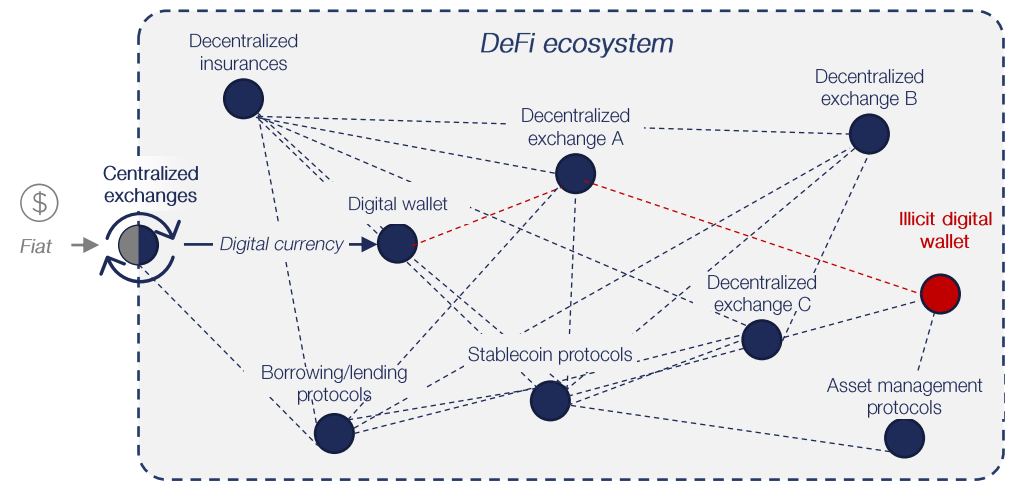 DeFi ecosystem
Decentralized
insurances
Decentralized
exchange A
Decentralized
exchange B
Centralized
exchanges
$
Fiat
Digital currency
Digital wallet
Illicit digital
wallet
Decentralized
exchange C
Stablecoin protocols
Borrowing/lending
protocols
Asset management
protocols